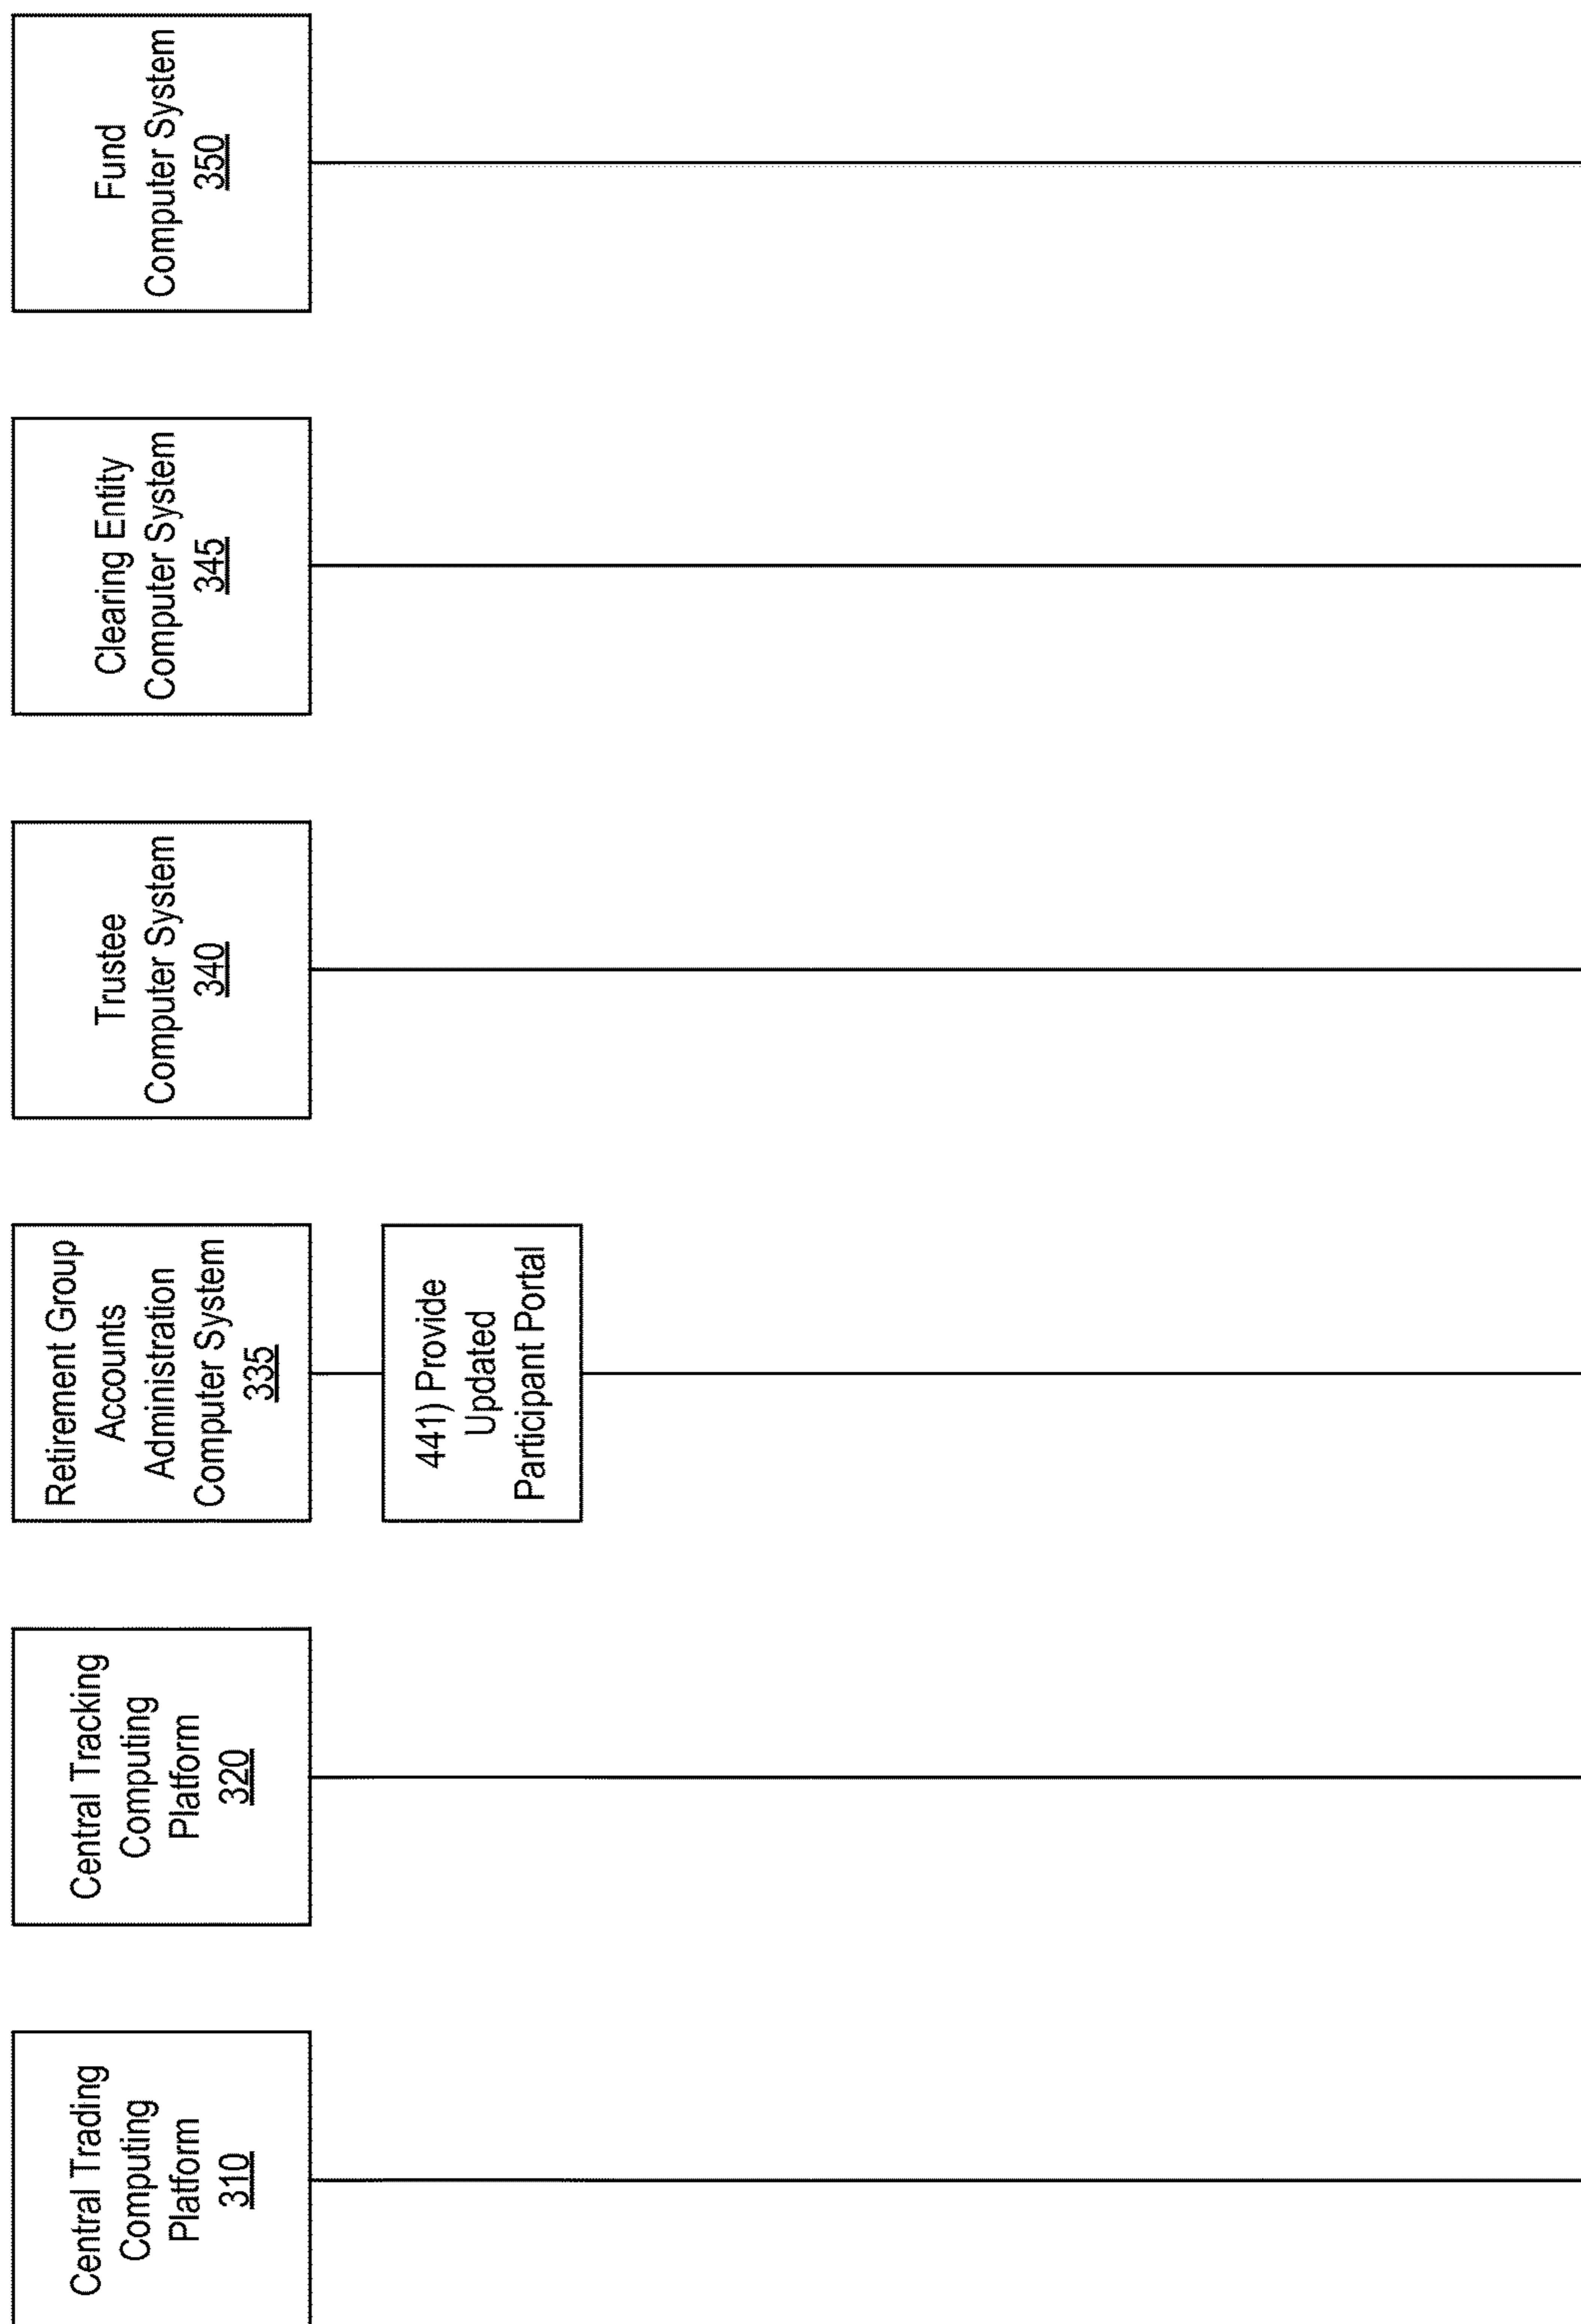 Central Trading
Computing
Platform
310
Central Tracking
Computing
Platform
320
Retirement Group
Accounts
Administration
Computer System
335
Trustee
Computer System
340
Clearing Entity
Computer System
345
Fund
Computer System
350
441) Provide
Updated
Participant Portal